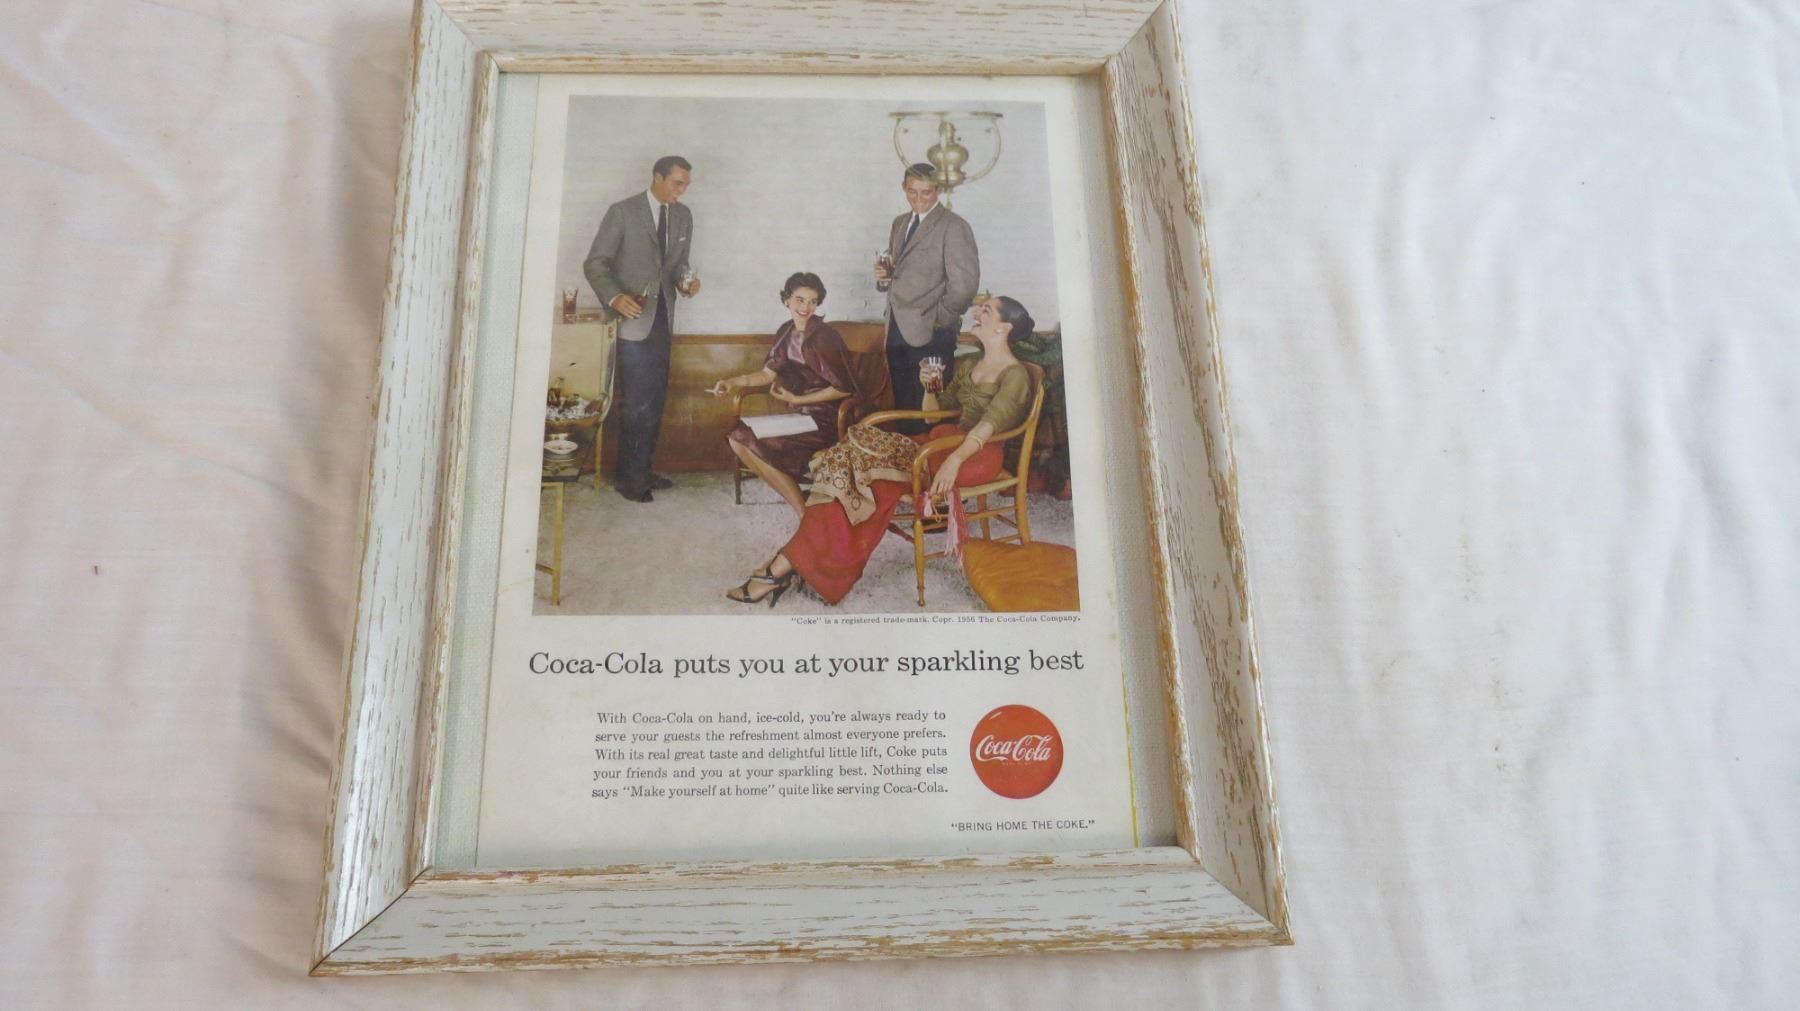 "Coke" is a registered trade-mark. Copr. 1956 The Coca-Cola Company.
Coca-Cola puts you at your sparkling best
With Coca-Cola on hand, ice-cold, you're always ready to
serve your guests the refreshment almost everyone prefers.
With its real great taste and delightful little lift, Coke puts
your friends and you at your sparkling best. Nothing else
says "Make yourself at home" quite like serving Coca-Cola.
Coca-Cola
"BRING HOME THE COKE."